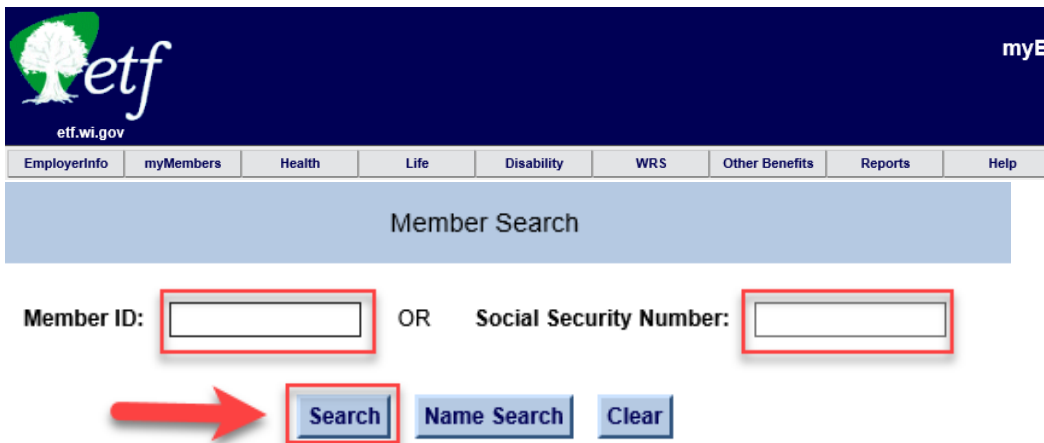 etf
myE
etf.wi.gov
EmployerInfo myMembers Health Life Disability WRS Other Benefits Reports Help
Member Search
Member ID: OR Social Security Number:
Search Name Search Clear